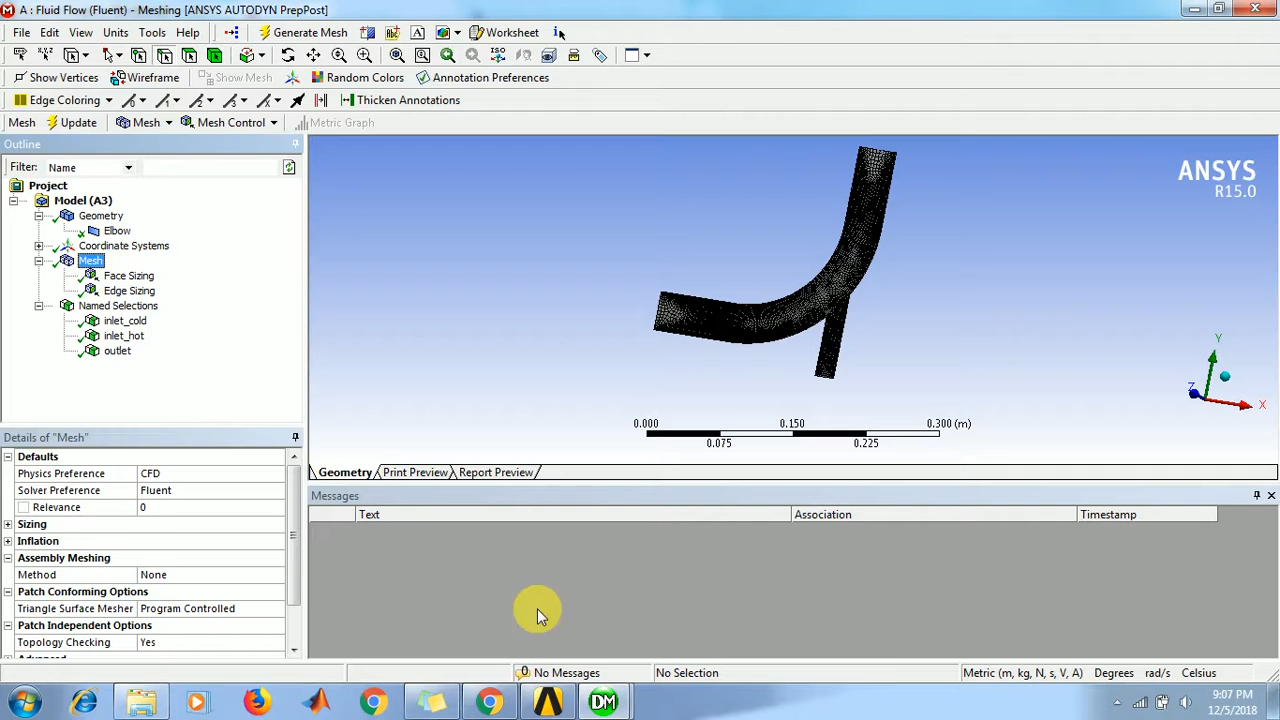 A : Fluid Flow (Fluent) - Meshing [ANSYS AUTODYN PrepPost]
File Edit View Units Tools Help Generate Mesh A Worksheet i
Show Vertices Wireframe Show Mesh Random Colors Annotation Preferences
Edge Coloring Thicken Annotations
Mesh Update Mesh Mesh Control Metric Graph
Outline
Filter: Name
Project
Model (A3)
Geometry
Elbow
Coordinate Systems
Mesh
Face Sizing
Edge Sizing
Named Selections
inlet_cold
inlet_hot
outlet
ANSYS
R15.0
Y
Z
X
0.000 0.150 0.300 (m)
0.075 0.225
Geometry Print Preview Report Preview
Details of "Mesh"
Defaults
Physics Preference CFD
Solver Preference Fluent
Relevance 0
Sizing
Inflation
Assembly Meshing
Method None
Patch Conforming Options
Triangle Surface Mesher Program Controlled
Patch Independent Options
Topology Checking Yes
Messages
Text Association Timestamp
0 No Messages No Selection Metric (m, kg, N, s, V, A) Degrees rad/s Celsius
DM
9:07 PM
12/5/2018